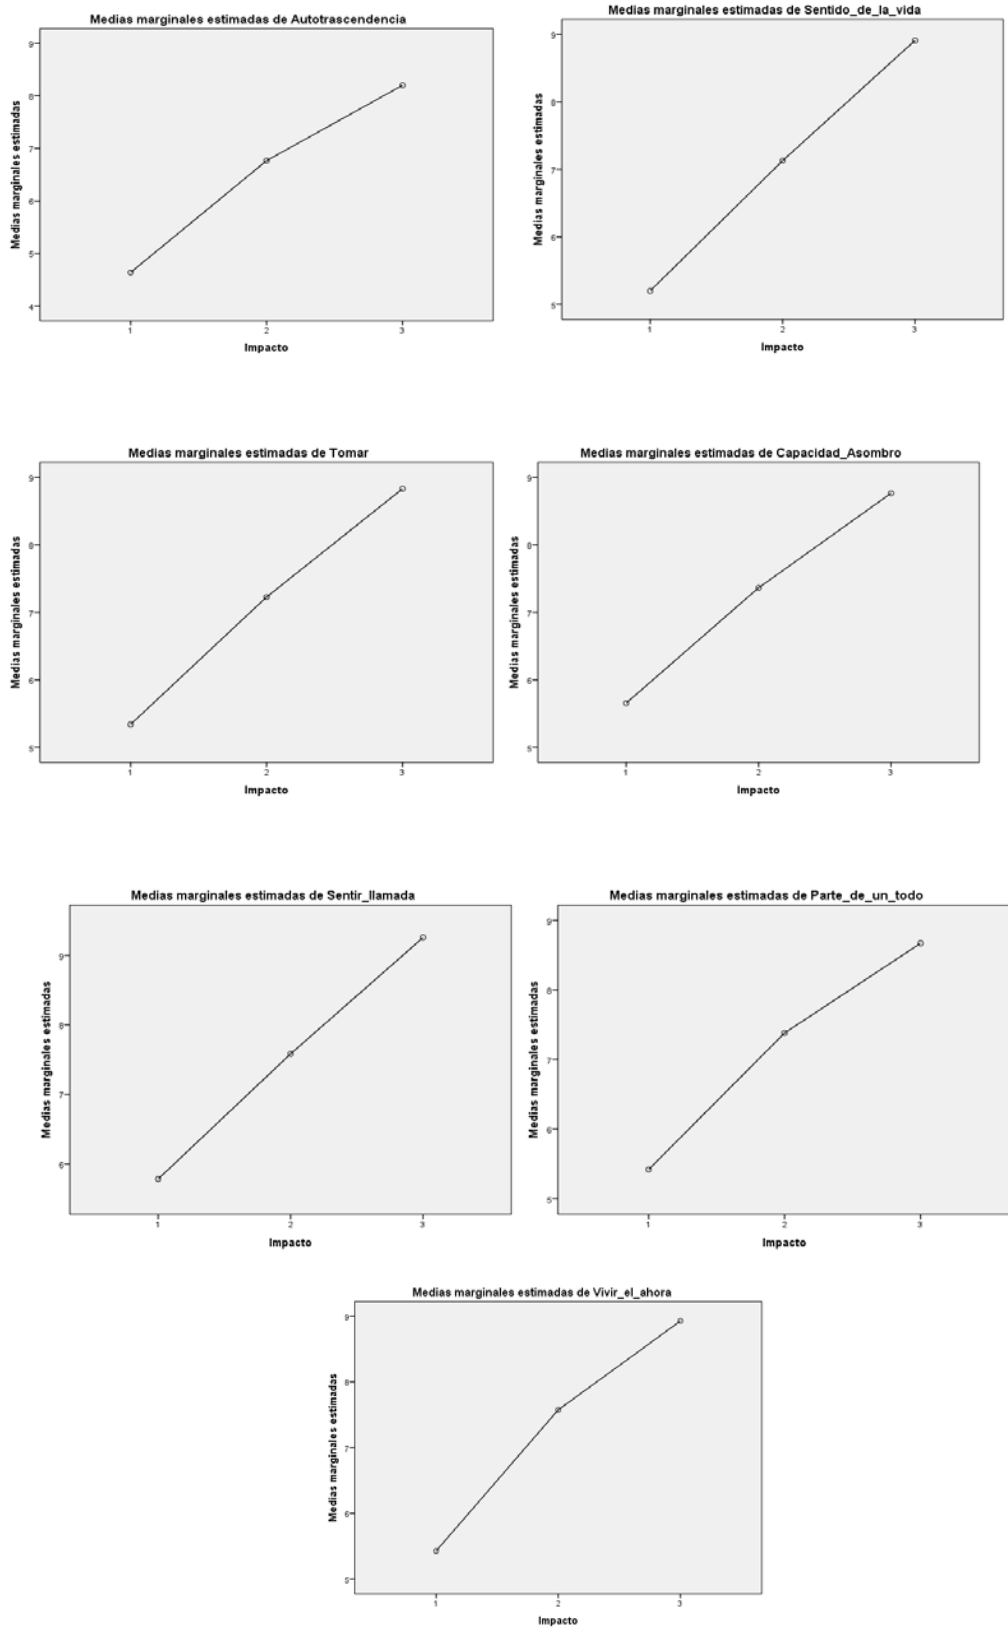 Medias marginales estimadas de Autotrascendencia
Medias marginales estimadas
9
8
7
6
5
4
1 2 3
Impacto
Medias marginales estimadas de Sentido_de_la_vida
Medias marginales estimadas
9
8
7
6
5
1 2 3
Impacto
Medias marginales estimadas de Tomar
Medias marginales estimadas
9
8
7
6
5
1 2 3
Impacto
Medias marginales estimadas de Capacidad_Asombro
Medias marginales estimadas
9
8
7
6
5
1 2 3
Impacto
Medias marginales estimadas de Sentir_llamada
Medias marginales estimadas
9
8
7
6
1 2 3
Impacto
Medias marginales estimadas de Parte_de_un_todo
Medias marginales estimadas
9
8
7
6
5
1 2 3
Impacto
Medias marginales estimadas de Vivir_el_ahora
Medias marginales estimadas
9
8
7
6
5
1 2 3
Impacto